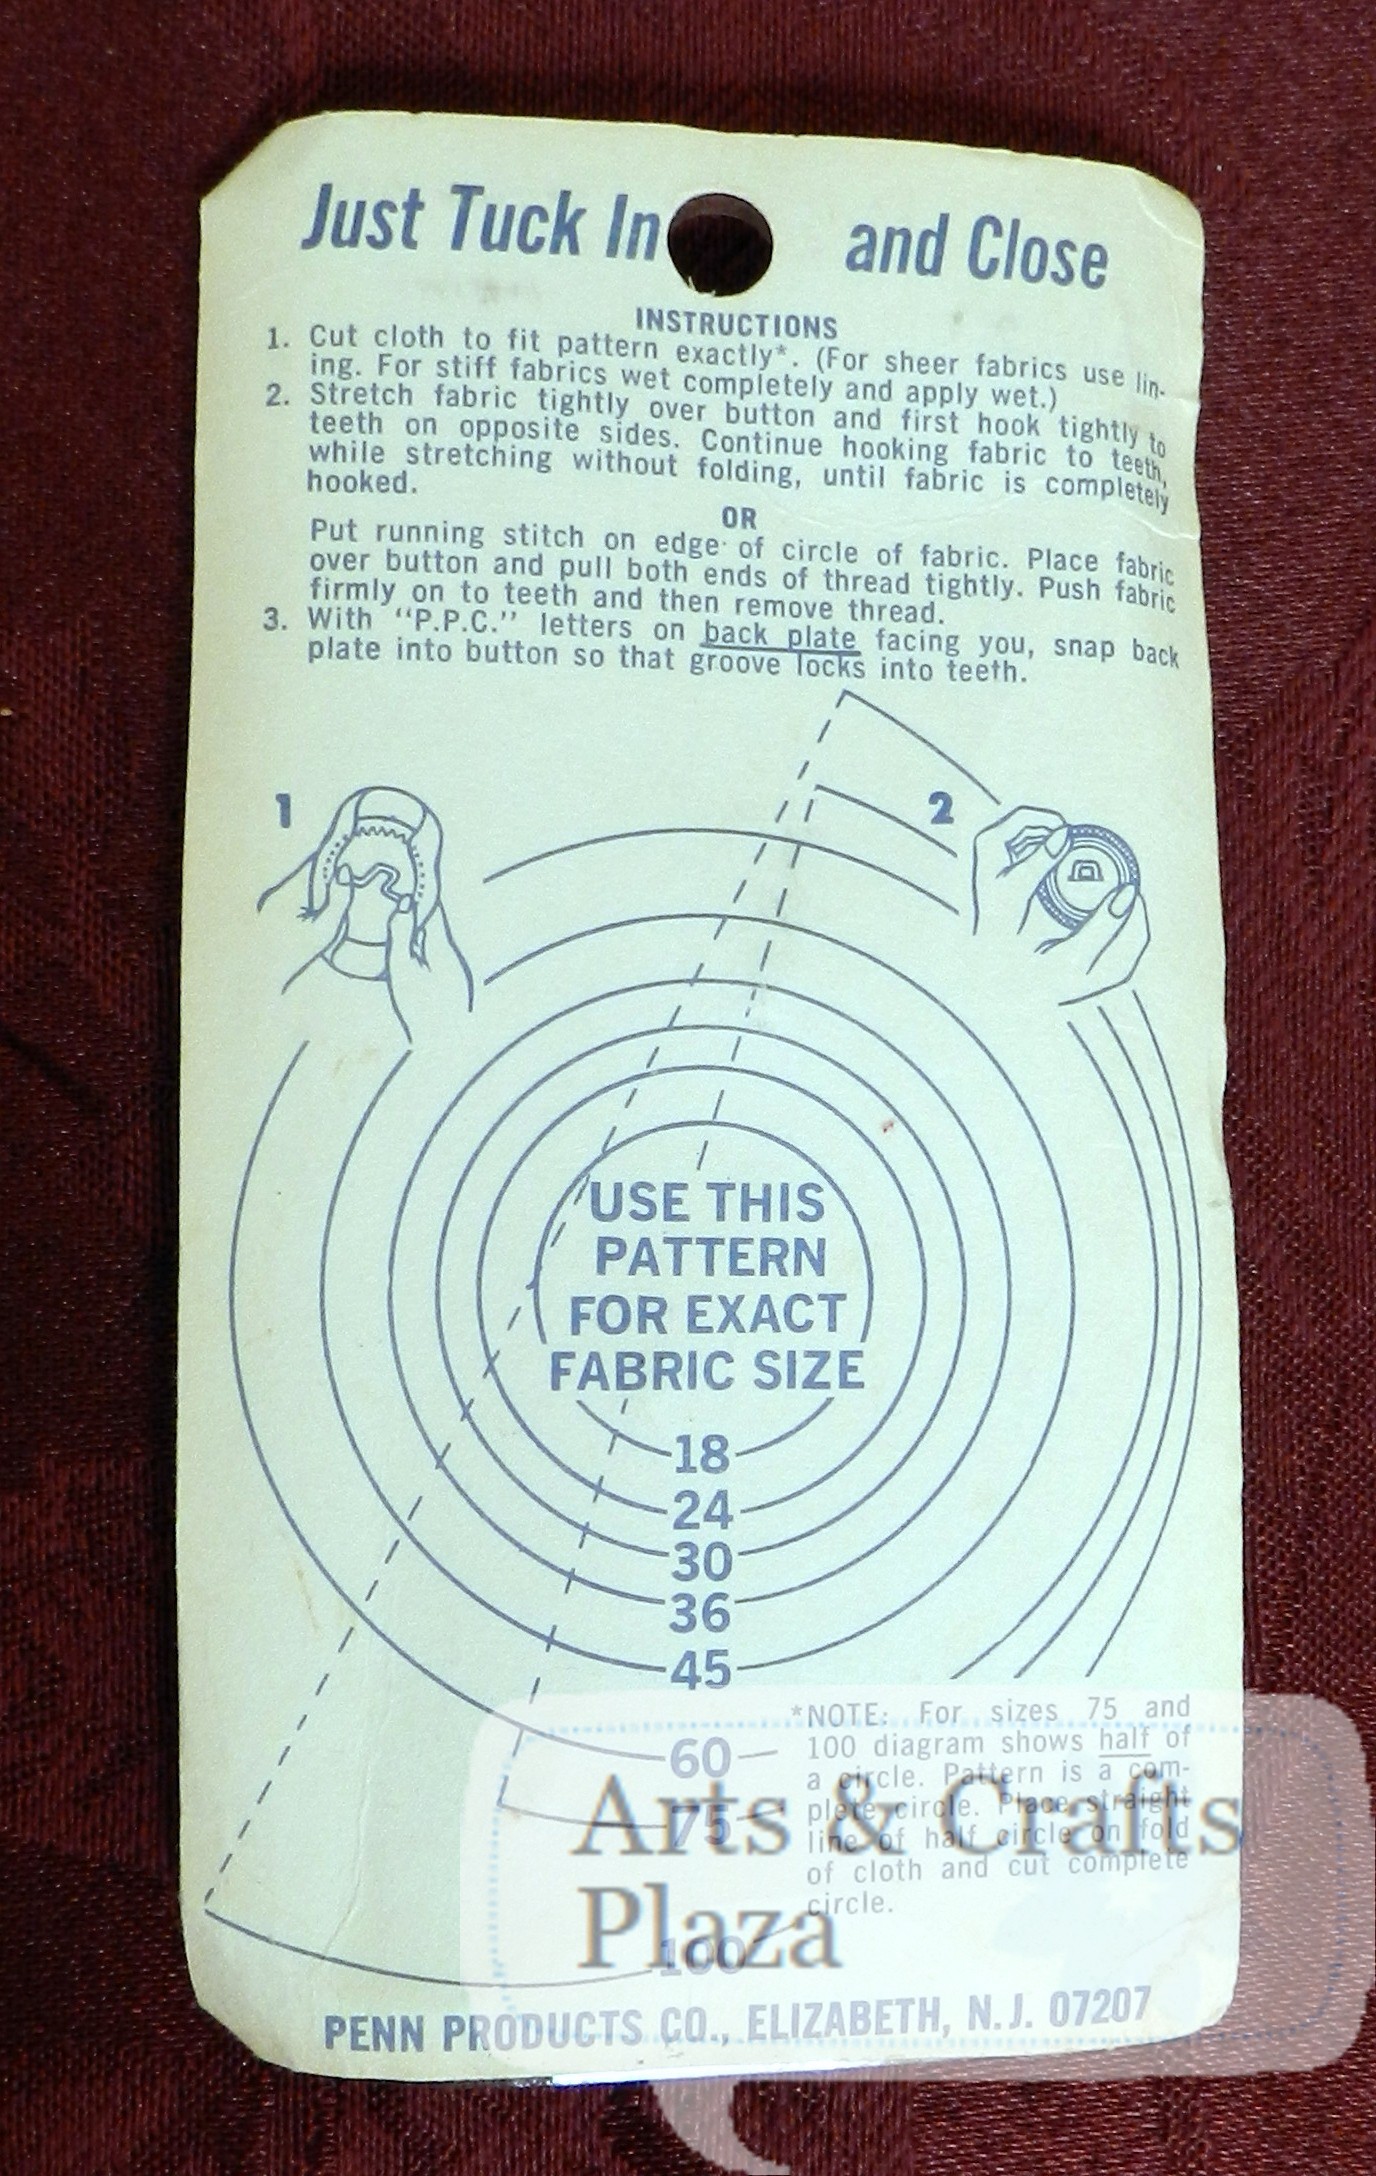 Just Tuck In and Close
INSTRUCTIONS
1. Cut cloth to fit pattern exactly*. (For sheer fabrics use lin-
ing. For stiff fabrics wet completely and apply wet.)
2. Stretch fabric tightly over button and first hook tightly to
teeth on opposite sides. Continue hooking fabric to teeth,
while stretching without folding, until fabric is completely
hooked.
OR
Put running stitch on edge of circle of fabric. Place fabric
over button and pull both ends of thread tightly. Push fabric
firmly on to teeth and then remove thread.
3. With “P.P.C.” letters on back plate facing you, snap back
plate into button so that groove locks into teeth.
1
2
USE THIS
PATTERN
FOR EXACT
FABRIC SIZE
18
24
30
36
45
60
75
100
*NOTE: For sizes 75 and
100 diagram shows half of
a circle. Pattern is a com-
plete circle. Place straight
line of half circle on fold
of cloth and cut complete
circle.
Arts & Crafts
Plaza
PENN PRODUCTS CO., ELIZABETH, N.J. 07207